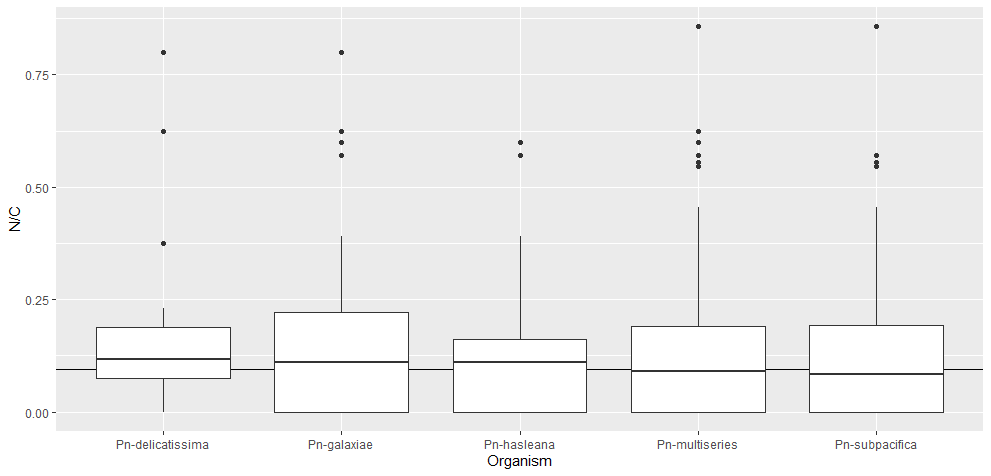 N/C
0.75
0.50
0.25
0.00
Pn-delicatissima Pn-galaxiae Pn-hasleana Pn-multiseries Pn-subpacifica
Organism